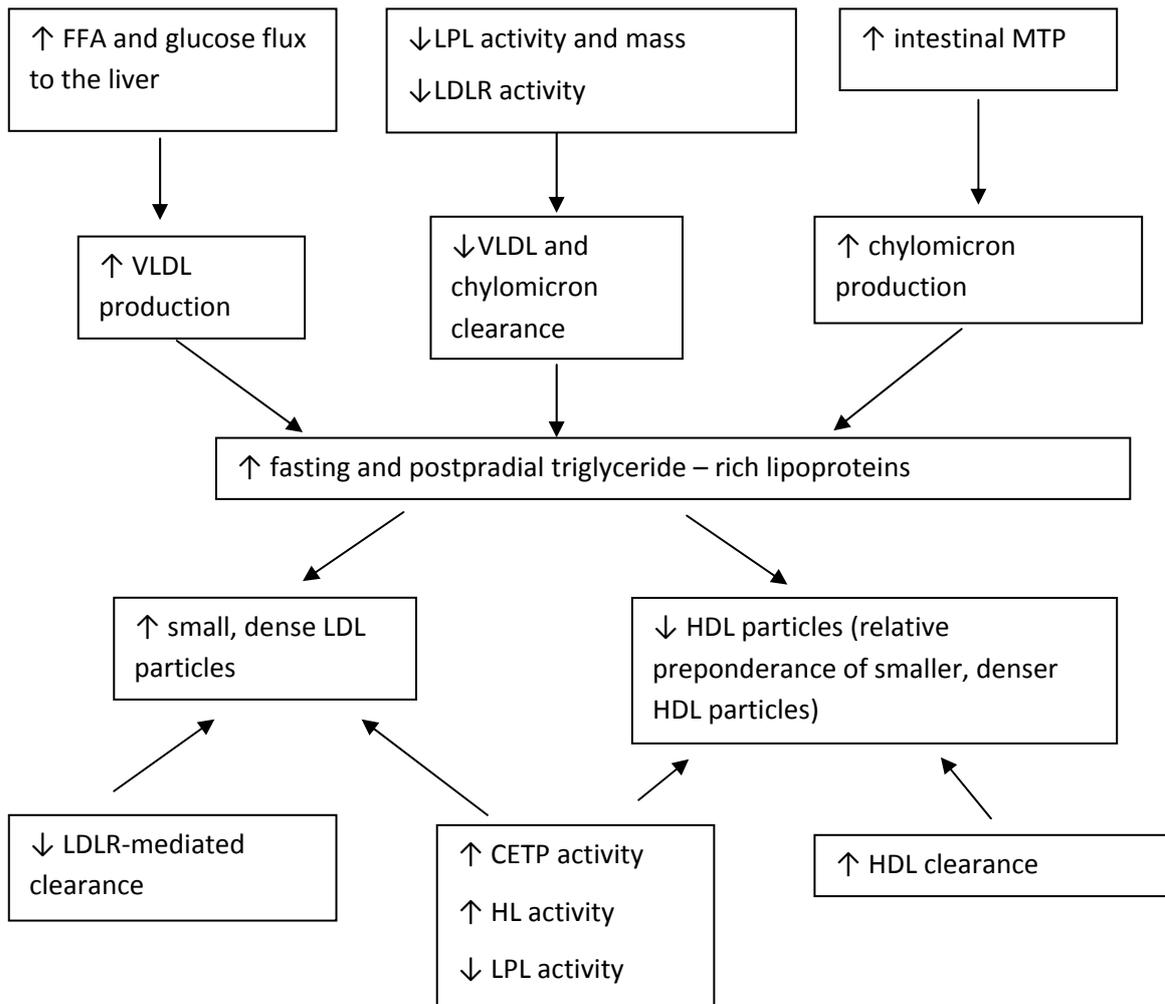 ↑ FFA and glucose flux
to the liver
↓LPL activity and mass
↓LDLR activity
↑ intestinal MTP
↑ VLDL
production
↓VLDL and
chylomicron
clearance
↑ chylomicron
production
↑ fasting and postpradial triglyceride – rich lipoproteins
↑ small, dense LDL
particles
↓ HDL particles (relative
preponderance of smaller, denser
HDL particles)
↓ LDLR-mediated
clearance
↑ CETP activity
↑ HL activity
↓ LPL activity
↑ HDL clearance